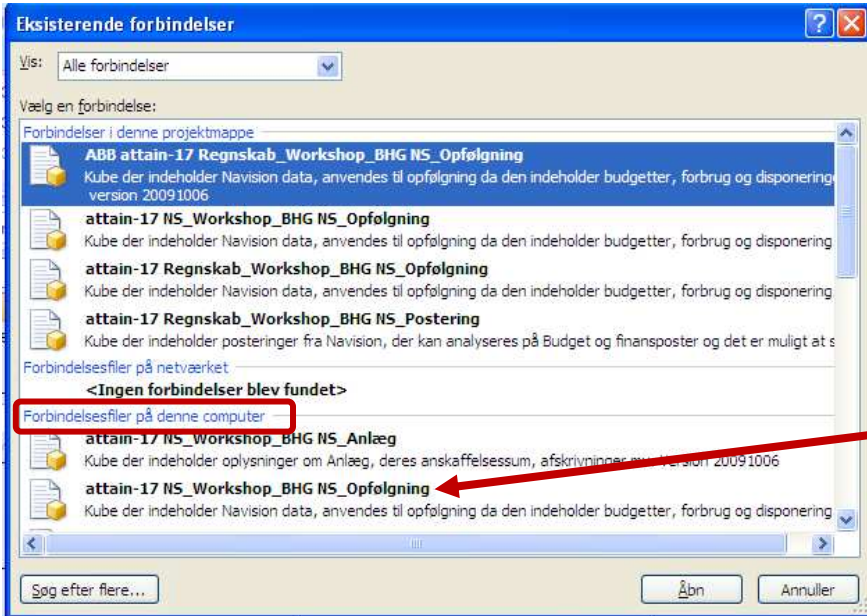 Eksisterende forbindelser
Vis: Alle forbindelser
Vælg en forbindelse:
Forbindelser i denne projektmappe
ABB attain-17 Regnskab_Workshop_BHG NS_Opfølgning
Kube der indeholder Navision data, anvendes til opfølgning da den indeholder budgetter, forbrug og disponering
version 20091006
attain-17 NS_Workshop_BHG NS_Opfølgning
Kube der indeholder Navision data, anvendes til opfølgning da den indeholder budgetter, forbrug og disponering
attain-17 Regnskab_Workshop_BHG NS_Opfølgning
Kube der indeholder Navision data, anvendes til opfølgning da den indeholder budgetter, forbrug og disponering
attain-17 Regnskab_Workshop_BHG NS_Postering
Kube der indeholder posteringer fra Navision, der kan analyseres på Budget og finansposter og det er muligt at s
Forbindelsesfiler på netværket
<Ingen forbindelser blev fundet>
Forbindelsesfiler på denne computer
attain-17 NS_Workshop_BHG NS_Anlæg
Kube der indeholder oplysninger om Anlæg, deres anskaffelsessum, afskrivninger mv. Version 20091006
attain-17 NS_Workshop_BHG NS_Opfølgning
Kube der indeholder Navision data, anvendes til opfølgning da den indeholder budgetter, forbrug og disponering
Søg efter flere... Åbn Annuller